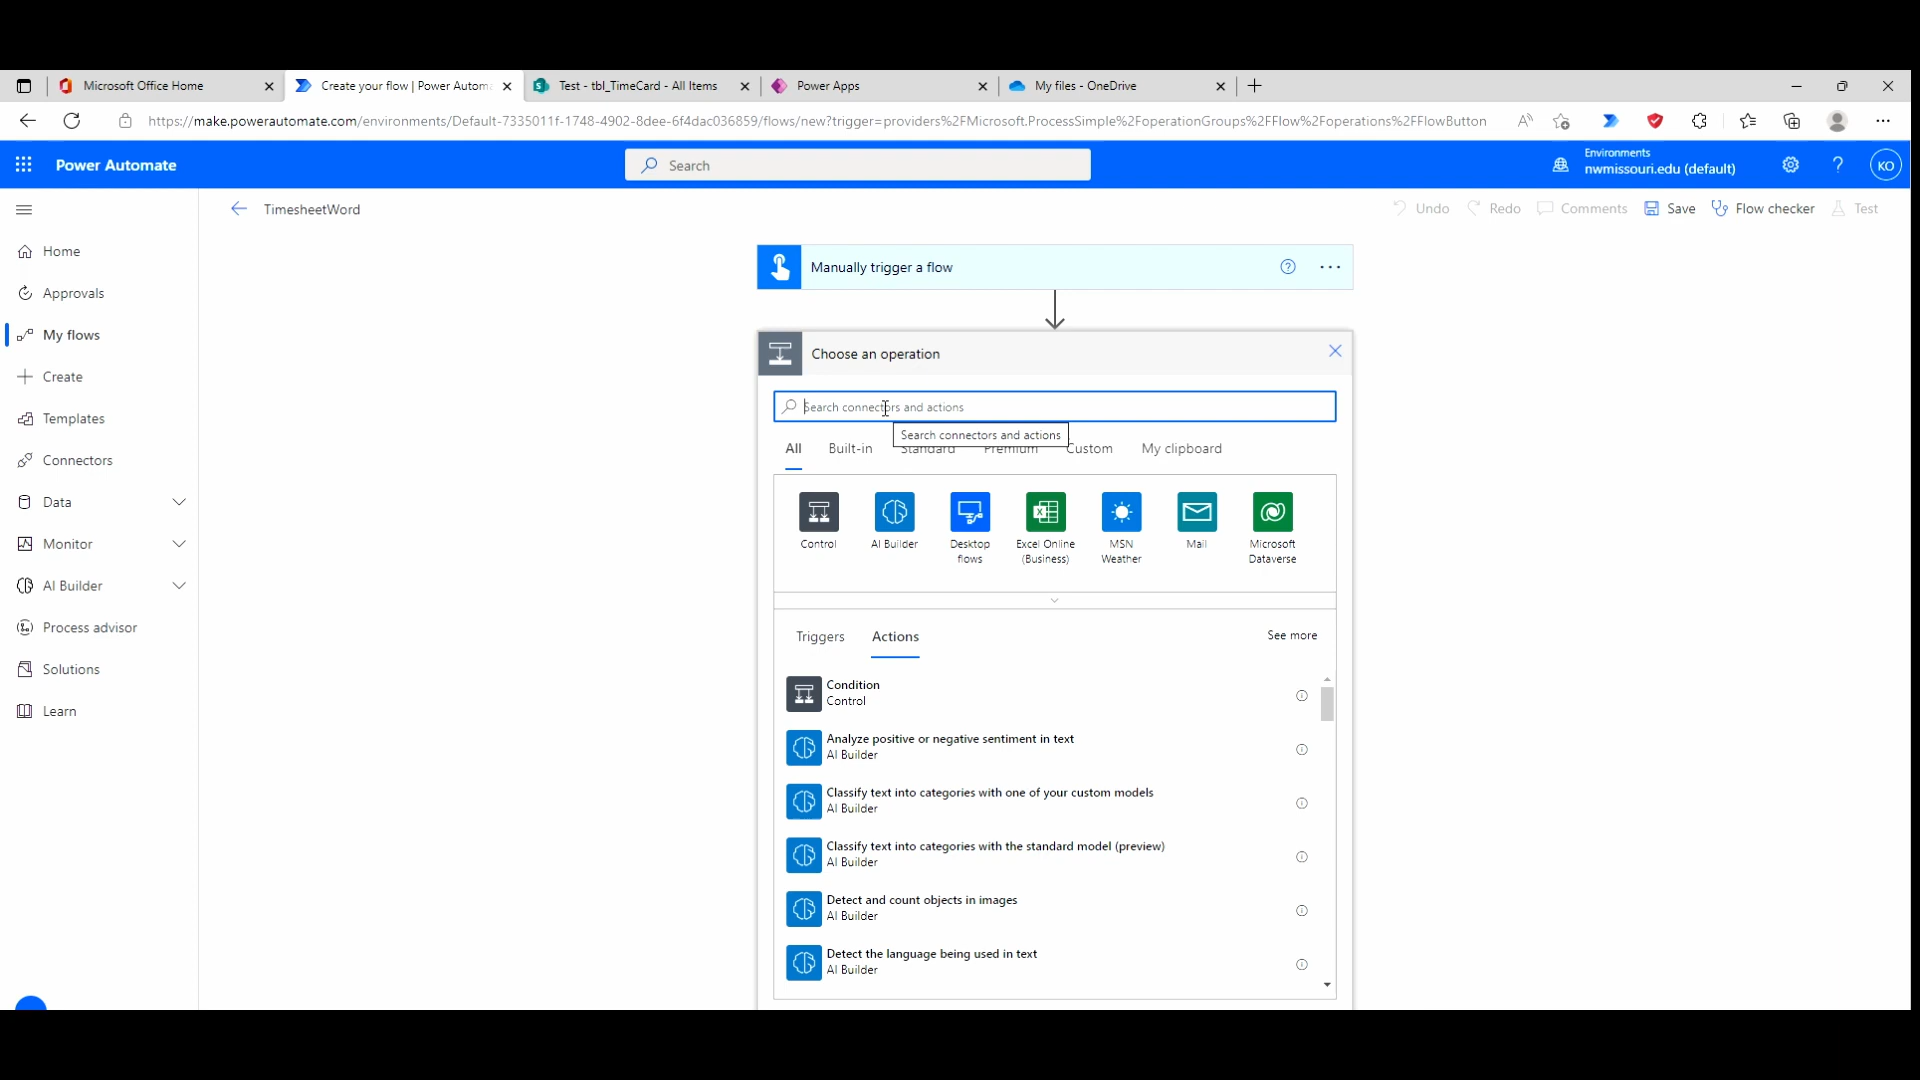 Microsoft Office Home
Create your flow | Power Autom
Test - tbl_TimeCard - All Items
Power Apps
My files - OneDrive
https://make.powerautomate.com/environments/Default-7335011f-1748-4902-8dee-6f4dac036859/flows/new?trigger=providers%2FMicrosoft.ProcessSimple%2FoperationGroups%2FFlow%2Foperations%2FFlowButton
Power Automate
Search
Environments
nwmissouri.edu (default)
?
KO
TimesheetWord
Undo
Redo
Comments
Save
Flow checker
Test
Home
Approvals
My flows
Create
Templates
Connectors
Data
Monitor
AI Builder
Process advisor
Solutions
Learn
Manually trigger a flow
Choose an operation
Search connectors and actions
Search connectors and actions
All
Built-in
Standard
Premium
Custom
My clipboard
Control
AI Builder
Desktop
flows
Excel Online
(Business)
MSN
Weather
Mail
Microsoft
Dataverse
Triggers
Actions
See more
Condition
Control
Analyze positive or negative sentiment in text
AI Builder
Classify text into categories with one of your custom models
AI Builder
Classify text into categories with the standard model (preview)
AI Builder
Detect and count objects in images
AI Builder
Detect the language being used in text
AI Builder